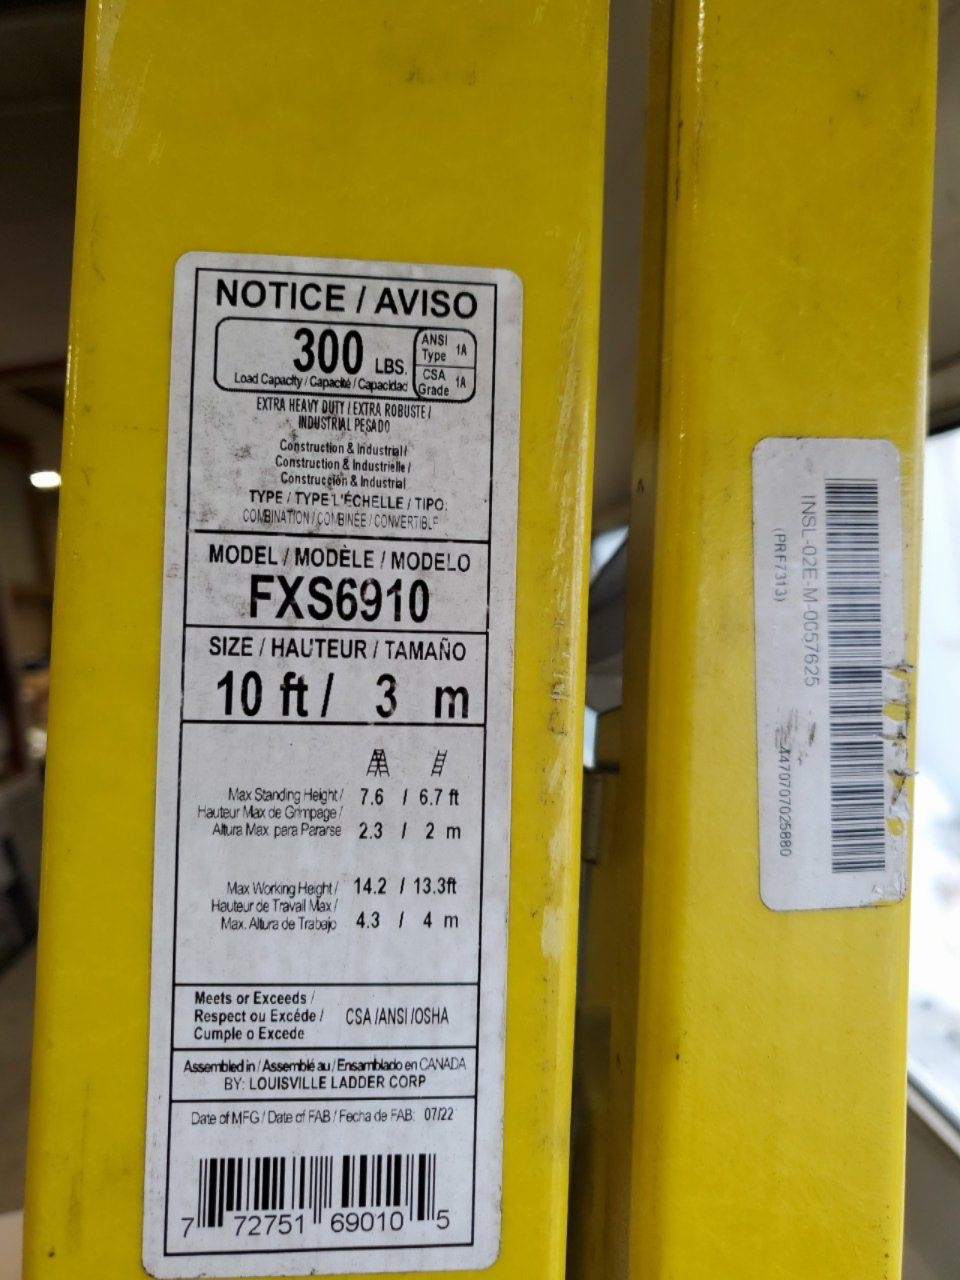 NOTICE / AVISO
300 LBS.
Load Capacity / Capacité / Capacidad
ANSI Type 1A
CSA Grade 1A
EXTRA HEAVY DUTY / EXTRA ROBUSTE /
INDUSTRIAL PESADO
Construction & Industrial/
Construction & Industrielle /
Construcción & Industrial
TYPE / TYPE L'ÉCHELLE / TIPO:
COMBINATION / COMBINÉE / CONVERTIBLE
MODEL / MODÈLE / MODELO
FXS6910
SIZE / HAUTEUR / TAMAÑO
10 ft / 3 m
Max Standing Height /
Hauteur Max de Grimpage /
Altura Max. para Pararse
7.6 / 6.7 ft
2.3 / 2 m
Max Working Height /
Hauteur de Travail Max /
Max. Altura de Trabajo
14.2 / 13.3ft
4.3 / 4 m
Meets or Exceeds /
Respect ou Excéde /
Cumple o Excede
CSA /ANSI /OSHA
Assembled in / Assemblé au / Ensamblado en CANADA
BY: LOUISVILLE LADDER CORP
Date of MFG / Date of FAB / Fecha de FAB: 07/22
7 72751 69010 5
INSL-02E-M-0057625
(PRF7313)